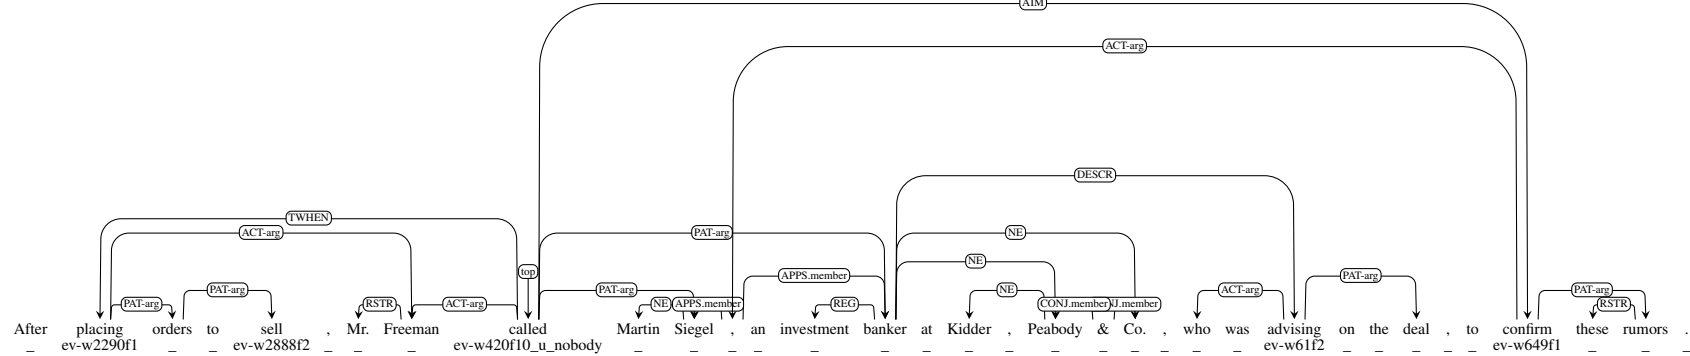 AIM
ACT-arg
DESCR
TWHEN
ACT-arg PAT-arg NE
NE
top APPS.member PAT-arg
PAT-arg PAT-arg PAT-arg NE PAT-arg
PAT-arg RSTR ACT-arg NE APPS.member REG CONJ.member J.member ACT-arg RSTR
After placing orders to sell , Mr. Freeman called Martin Siegel , an investment banker at Kidder , Peabody & Co. , who was advising on the deal , to confirm these rumors .
_ ev-w2290f1 _ _ ev-w2888f2 _ _ _ ev-w420f10_u_nobody _ _ _ _ _ _ _ _ _ _ _ _ _ _ _ ev-w61f2 _ _ _ _ _ ev-w649f1 _ _ _